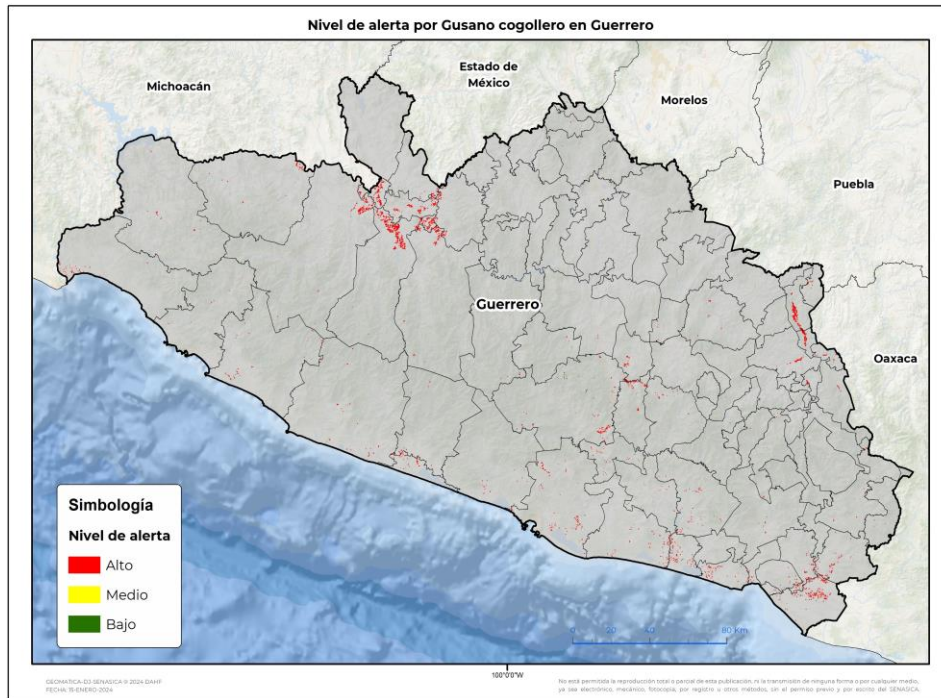 Nivel de alerta por Gusano cogollero en Guerrero
Michoacán
Estado de
México
Morelos
Puebla
Guerrero
Oaxaca
Simbología
Nivel de alerta
Alto
Medio
Bajo
0 20 40 80 Km
GEOMATICA-DJ-SENASICA © 2024 DAHF
FECHA: 15-ENERO-2024
100°0'0"W
No está permitida la reproducción total o parcial de esta publicación, ni la transmisión de ninguna forma o por cualquier medio,
ya sea electrónico, mecánico, fotocopia, por registro u otros métodos, sin el permiso previo y por escrito del SENASICA.